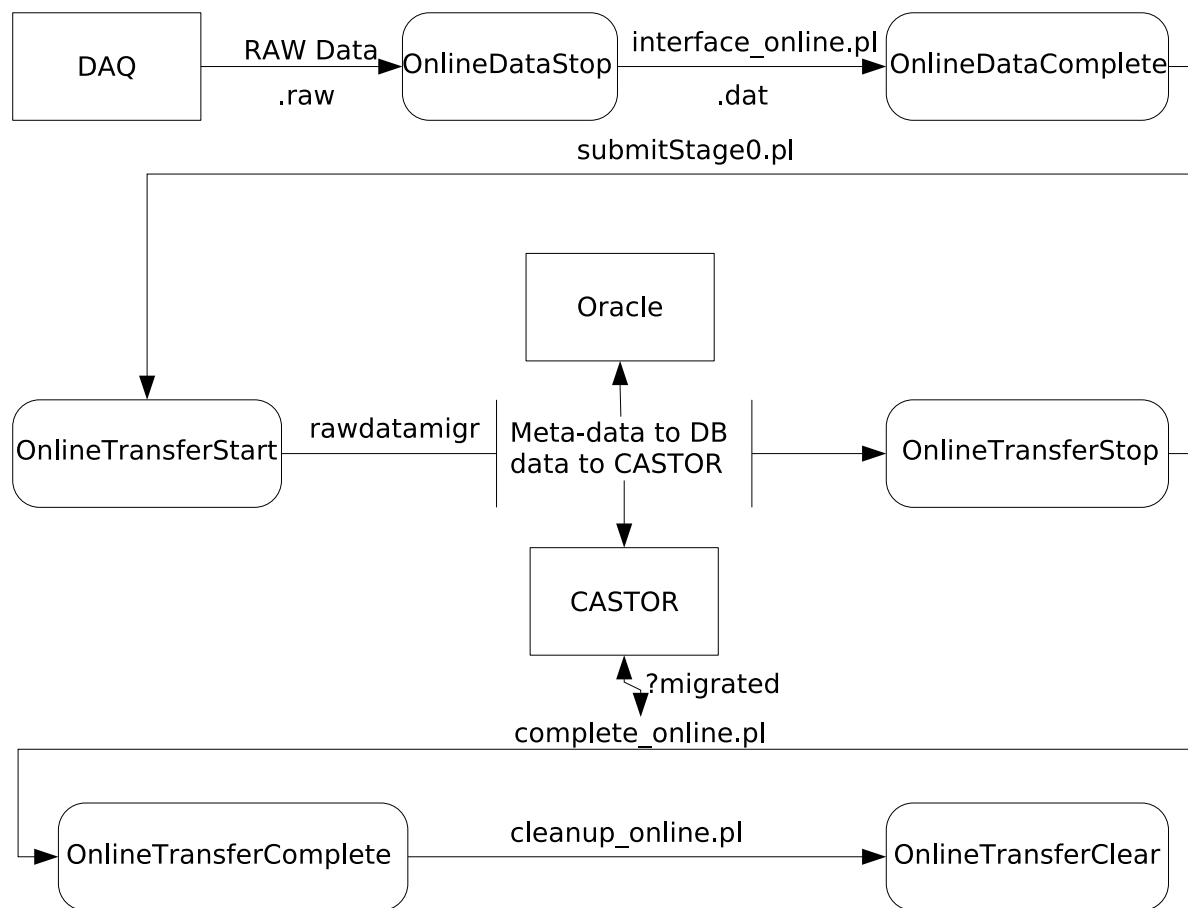 DAQ
RAW Data
.raw
OnlineDataStop
interface_online.pl
.dat
OnlineDataComplete
submitStage0.pl
Oracle
OnlineTransferStart
rawdatamigr
Meta-data to DB
data to CASTOR
OnlineTransferStop
CASTOR
?migrated
complete_online.pl
OnlineTransferComplete
cleanup_online.pl
OnlineTransferClear